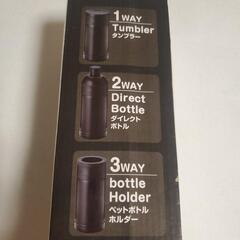 1WAY
Tumbler
タンブラー
2WAY
Direct
Bottle
ダイレクト
ボトル
3WAY
bottle
Holder
ペットボトル
ホルダー